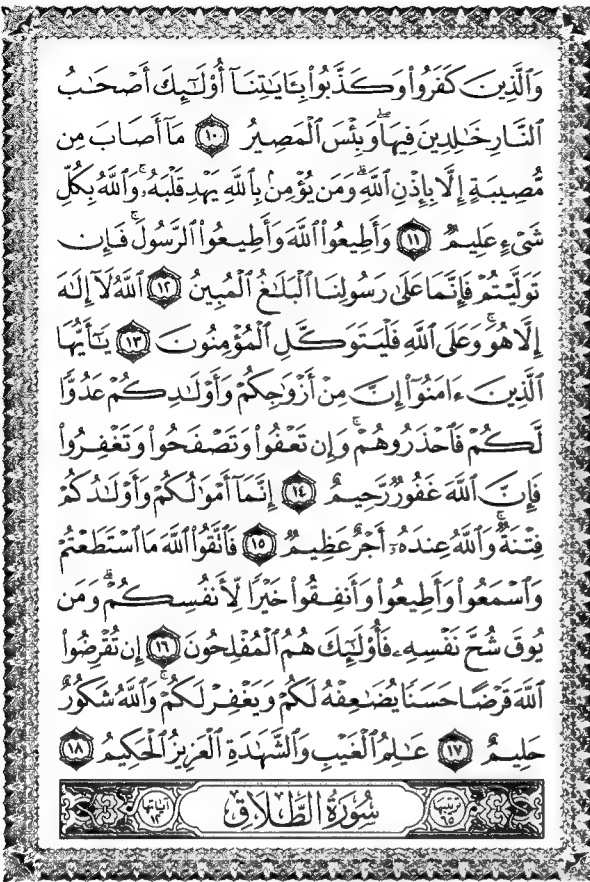 وَٱلَّذِينَ كَفَرُوا۟ وَكَذَّبُوا۟ بِـَٔايَـٰتِنَآ أُو۟لَـٰٓئِكَ أَصْحَـٰبُ
ٱلنَّارِ خَـٰلِدِينَ فِيهَا ۖ وَبِئْسَ ٱلْمَصِيرُ ١٠ مَآ أَصَابَ مِن
مُّصِيبَةٍ إِلَّا بِإِذْنِ ٱللَّهِ ۗ وَمَن يُؤْمِنۢ بِٱللَّهِ يَهْدِ قَلْبَهُۥ ۚ وَٱللَّهُ بِكُلِّ
شَىْءٍ عَلِيمٌ ١١ وَأَطِيعُوا۟ ٱللَّهَ وَأَطِيعُوا۟ ٱلرَّسُولَ ۚ فَإِن
تَوَلَّيْتُمْ فَإِنَّمَا عَلَىٰ رَسُولِنَا ٱلْبَلَـٰغُ ٱلْمُبِينُ ١٢ ٱللَّهُ لَآ إِلَـٰهَ
إِلَّا هُوَ ۚ وَعَلَى ٱللَّهِ فَلْيَتَوَكَّلِ ٱلْمُؤْمِنُونَ ١٣ يَـٰٓأَيُّهَا
ٱلَّذِينَ ءَامَنُوٓا۟ إِنَّ مِنْ أَزْوَٰجِكُمْ وَأَوْلَـٰدِكُمْ عَدُوًّا
لَّكُمْ فَٱحْذَرُوهُمْ ۚ وَإِن تَعْفُوا۟ وَتَصْفَحُوا۟ وَتَغْفِرُوا۟
فَإِنَّ ٱللَّهَ غَفُورٌ رَّحِيمٌ ١٤ إِنَّمَآ أَمْوَٰلُكُمْ وَأَوْلَـٰدُكُمْ
فِتْنَةٌ ۚ وَٱللَّهُ عِندَهُۥٓ أَجْرٌ عَظِيمٌ ١٥ فَٱتَّقُوا۟ ٱللَّهَ مَا ٱسْتَطَعْتُمْ
وَٱسْمَعُوا۟ وَأَطِيعُوا۟ وَأَنفِقُوا۟ خَيْرًا لِّأَنفُسِكُمْ ۗ وَمَن
يُوقَ شُحَّ نَفْسِهِۦ فَأُو۟لَـٰٓئِكَ هُمُ ٱلْمُفْلِحُونَ ١٦ إِن تُقْرِضُوا۟
ٱللَّهَ قَرْضًا حَسَنًا يُضَـٰعِفْهُ لَكُمْ وَيَغْفِرْ لَكُمْ ۚ وَٱللَّهُ شَكُورٌ
حَلِيمٌ ١٧ عَـٰلِمُ ٱلْغَيْبِ وَٱلشَّهَـٰدَةِ ٱلْعَزِيزُ ٱلْحَكِيمُ ١٨
سُورَةُ الطَّلَاقِ